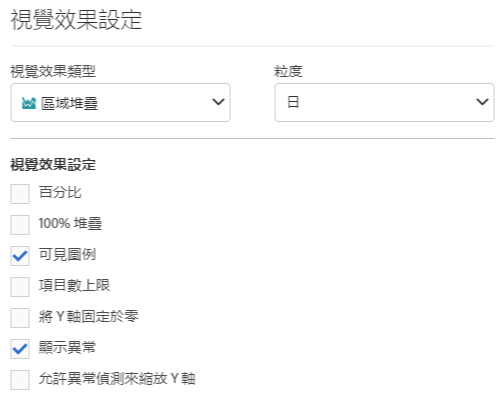 視覺效果設定
視覺效果類型 粒度
區域堆疊 日
視覺效果設定
百分比
100% 堆疊
可見圖例
項目數上限
將 Y 軸固定於零
顯示異常
允許異常偵測來縮放 Y 軸